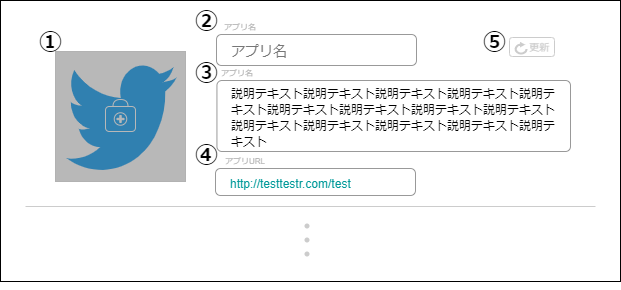 ①
② アプリ名
アプリ名
⑤ 更新
③ アプリ名
説明テキスト説明テキスト説明テキスト説明テキスト説明テ
キスト説明テキスト説明テキスト説明テキスト説明テキスト
説明テキスト説明テキスト説明テキスト説明テキスト説明テ
キスト
④ アプリURL
http://testtestr.com/test